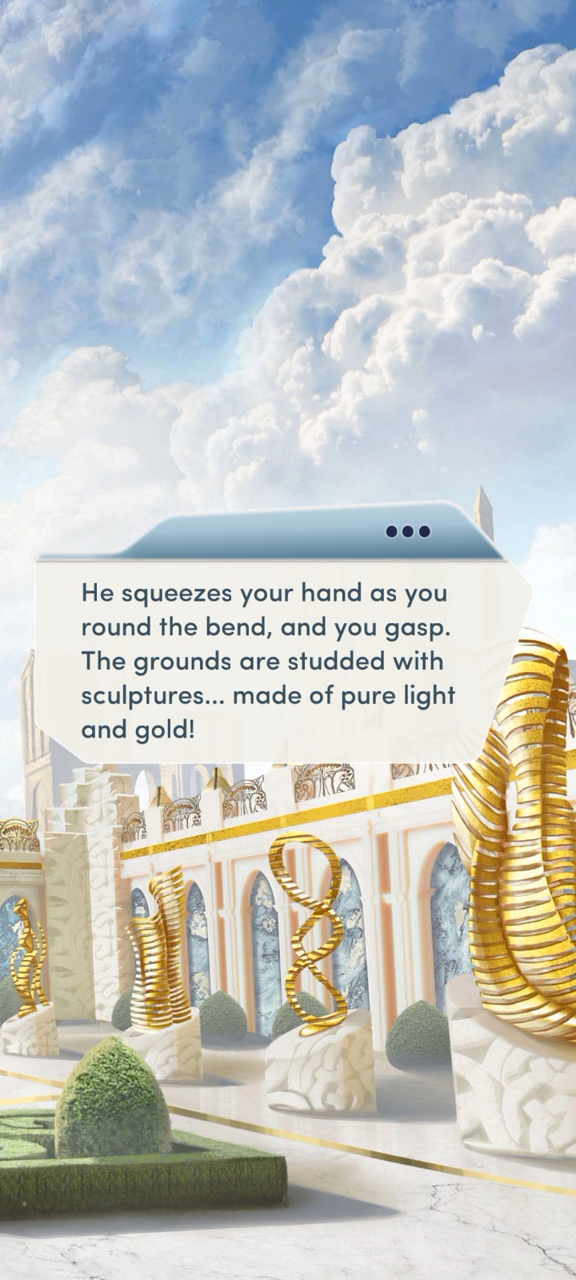 He squeezes your hand as you
round the bend, and you gasp.
The grounds are studded with
sculptures... made of pure light
and gold!